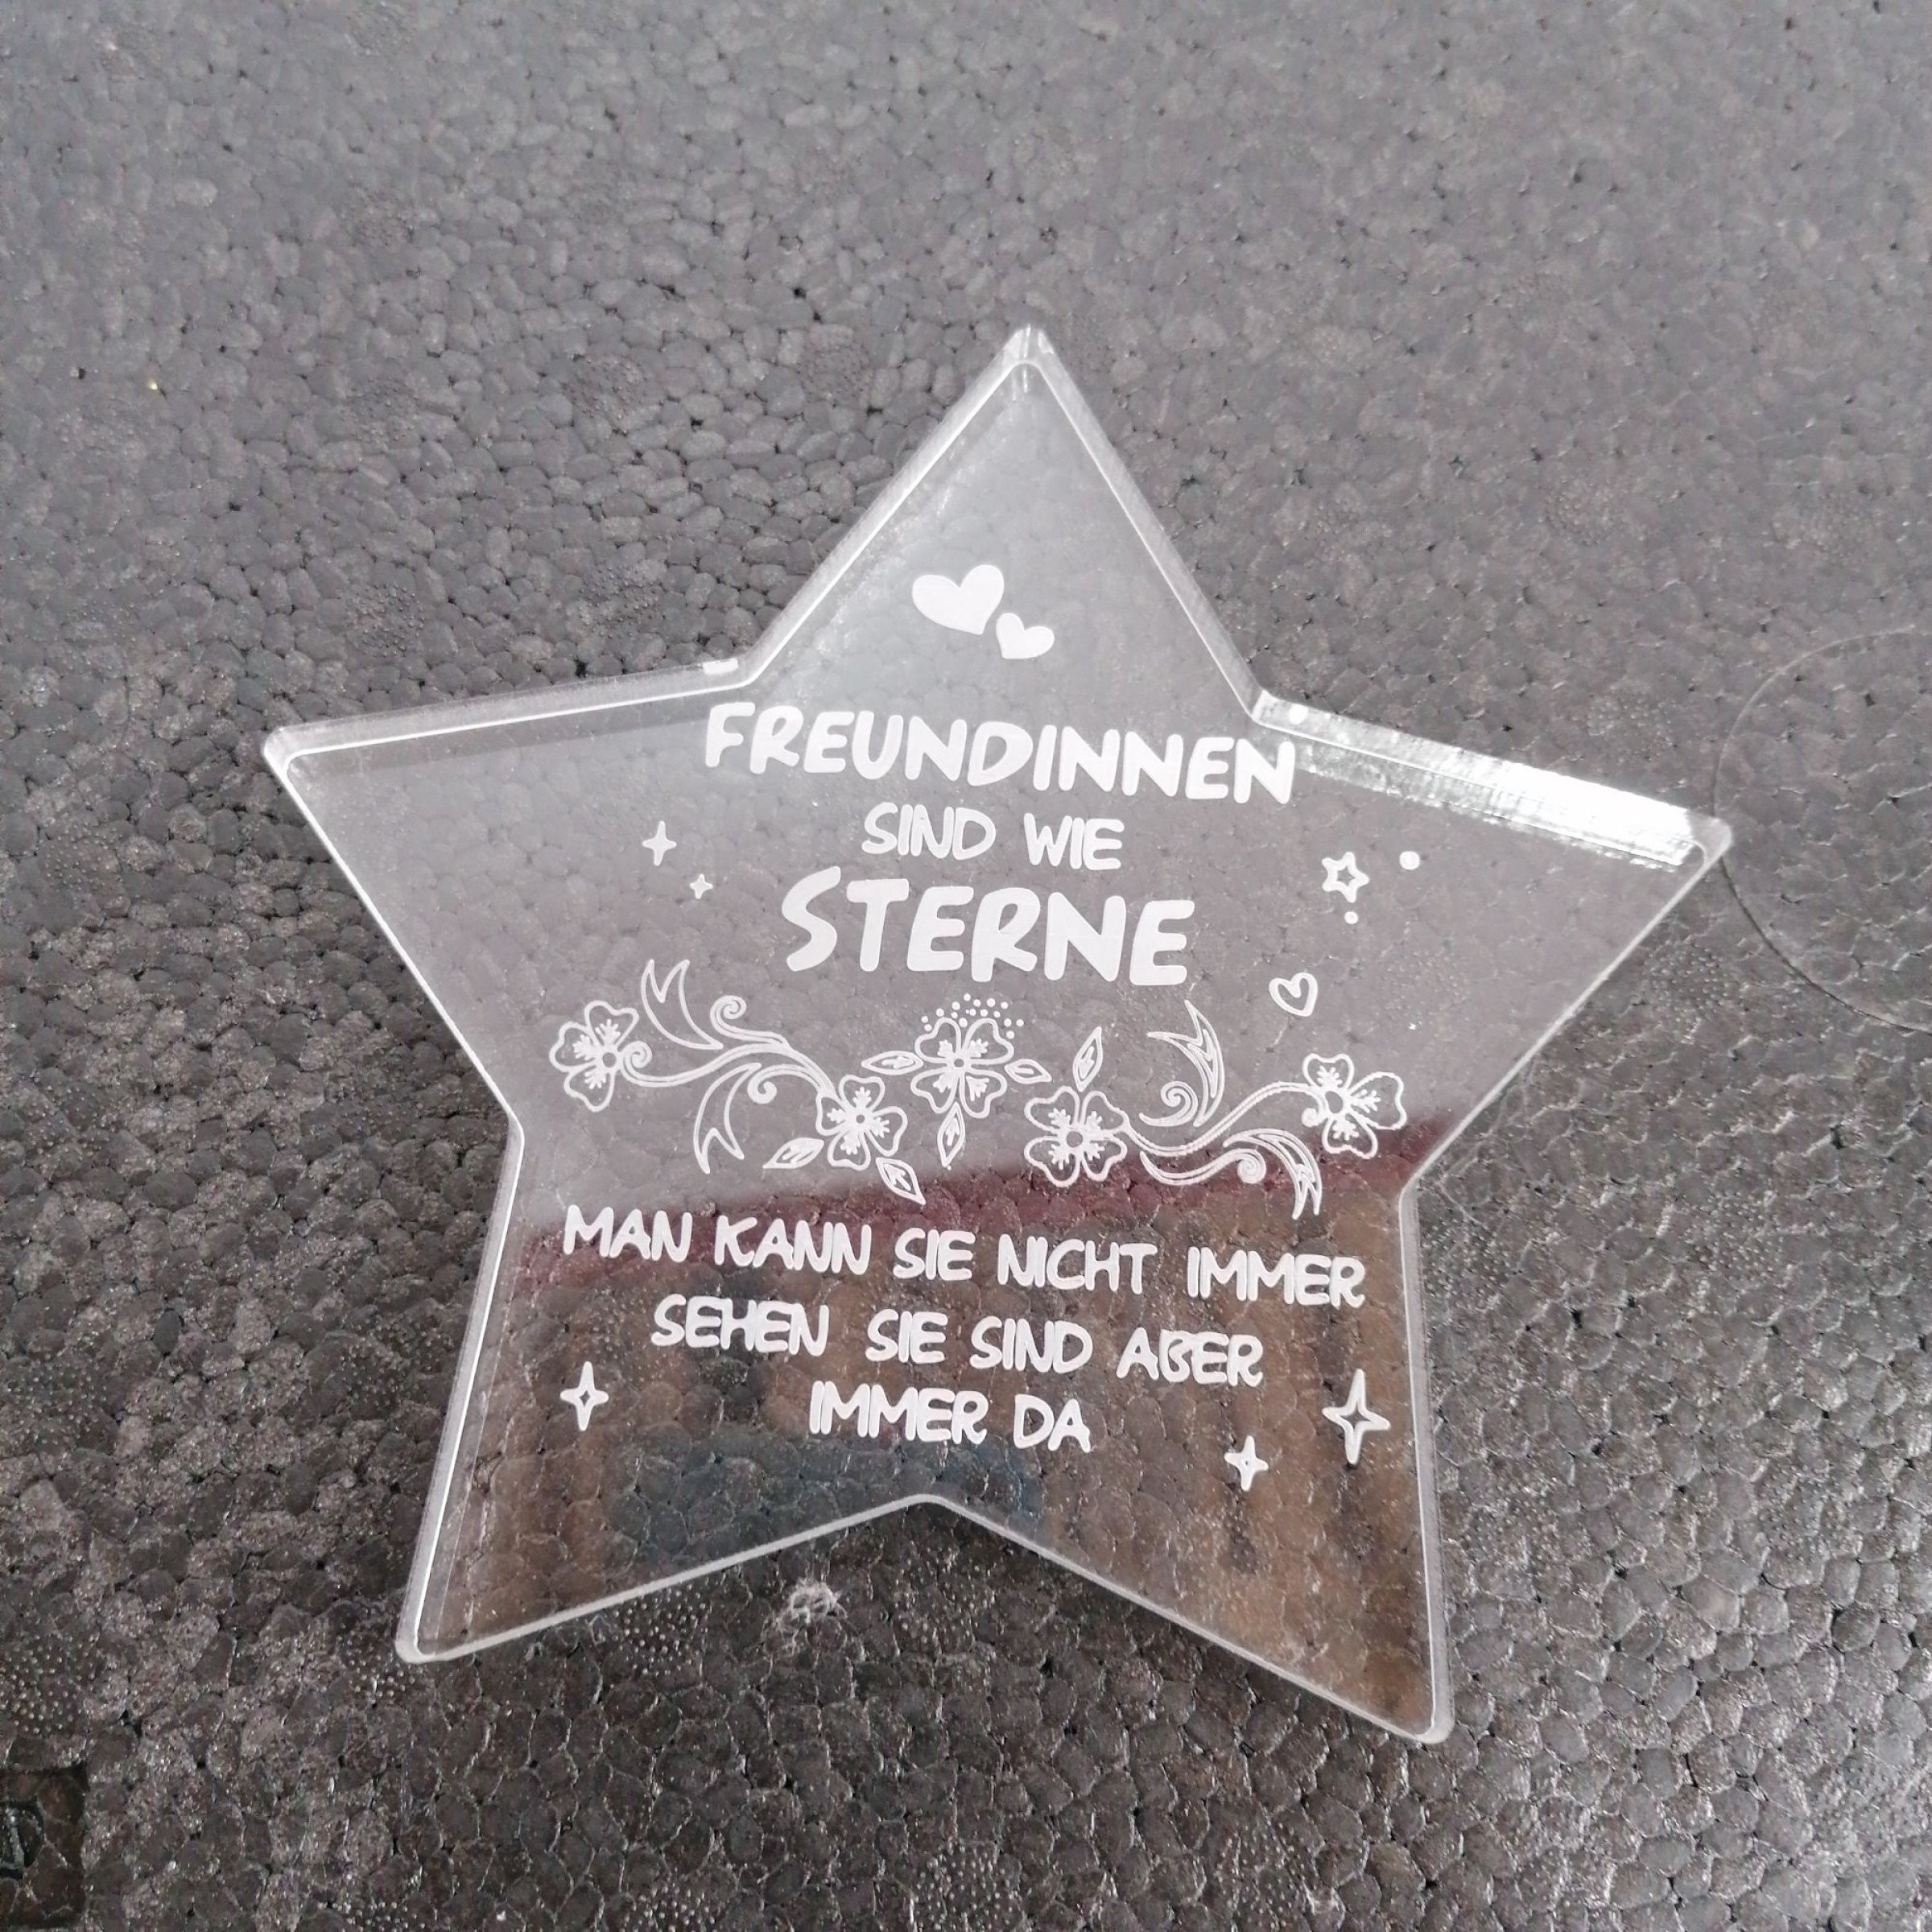 FREUNDINNEN
SIND WIE
STERNE
MAN KANN SIE NICHT IMMER
SEHEN SIE SIND ABER
IMMER DA